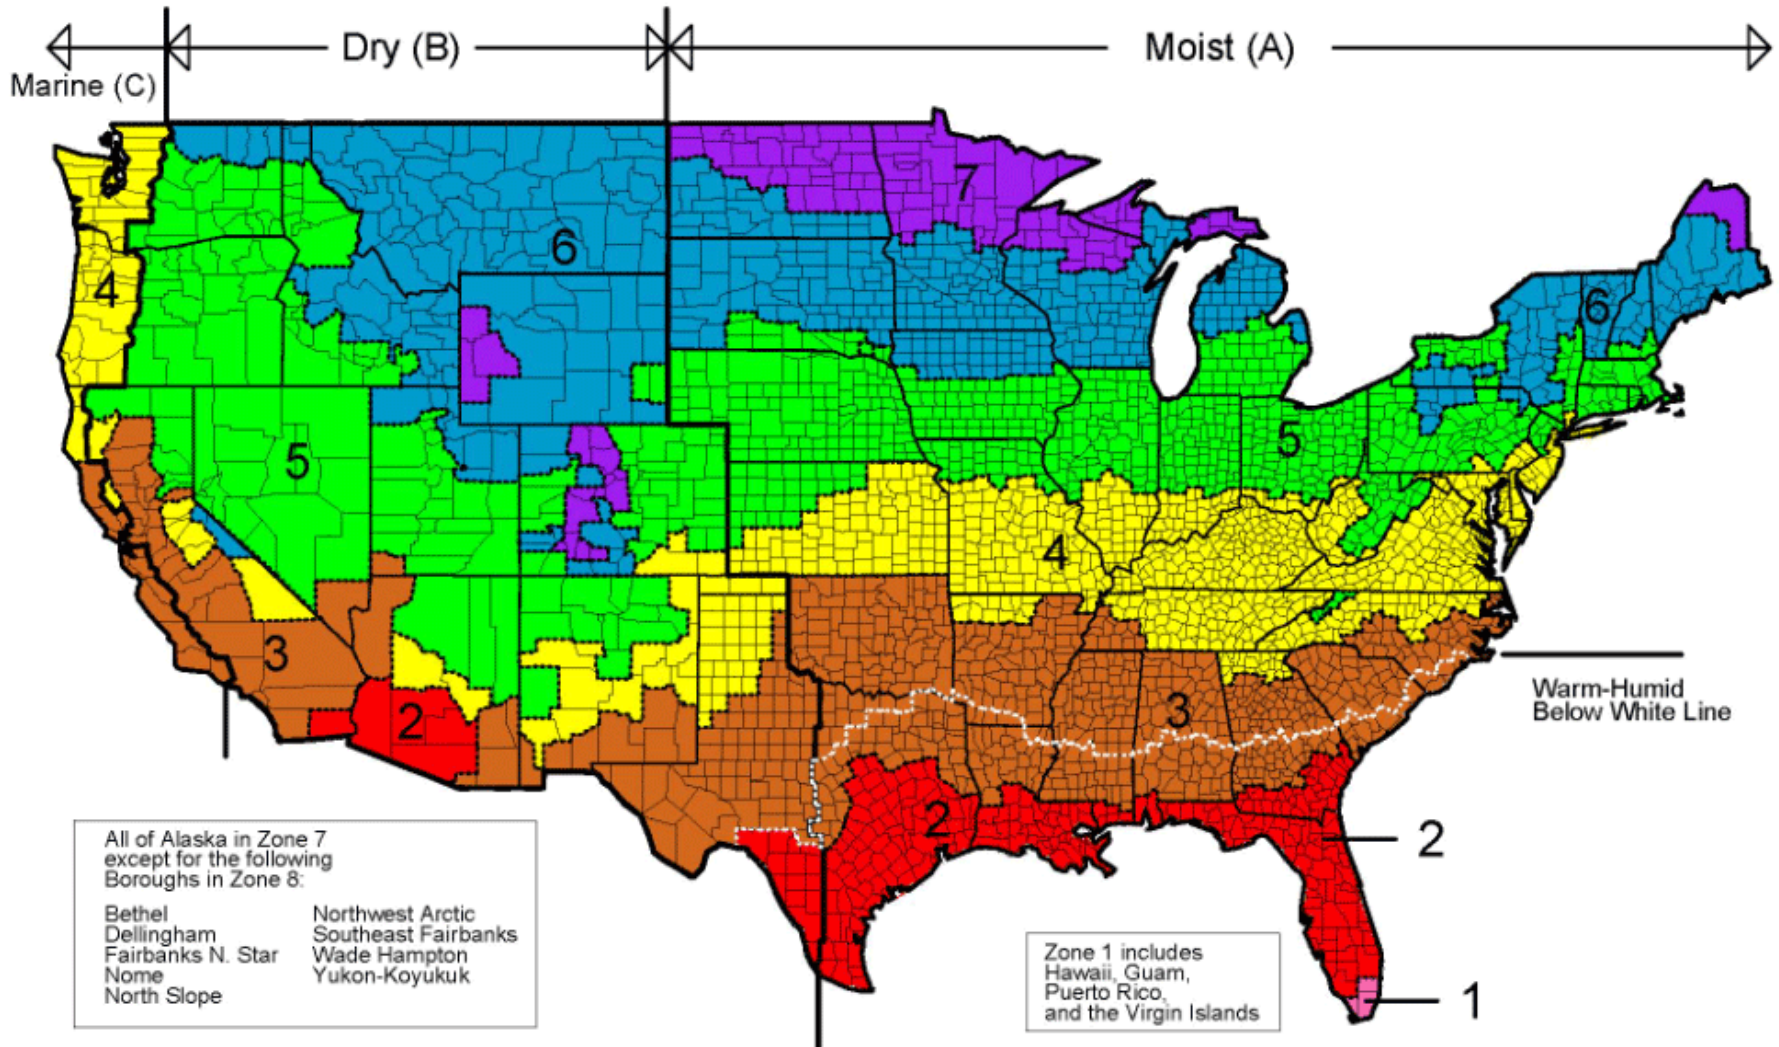 Dry (B)
Moist (A)
Marine (C)
7
6
4
6
5
5
4
3
2
3
2
Warm-Humid
Below White Line
2
1
All of Alaska in Zone 7
except for the following
Boroughs in Zone 8:
Bethel
Dellingham
Fairbanks N. Star
Nome
North Slope
Northwest Arctic
Southeast Fairbanks
Wade Hampton
Yukon-Koyukuk
Zone 1 includes
Hawaii, Guam,
Puerto Rico,
and the Virgin Islands